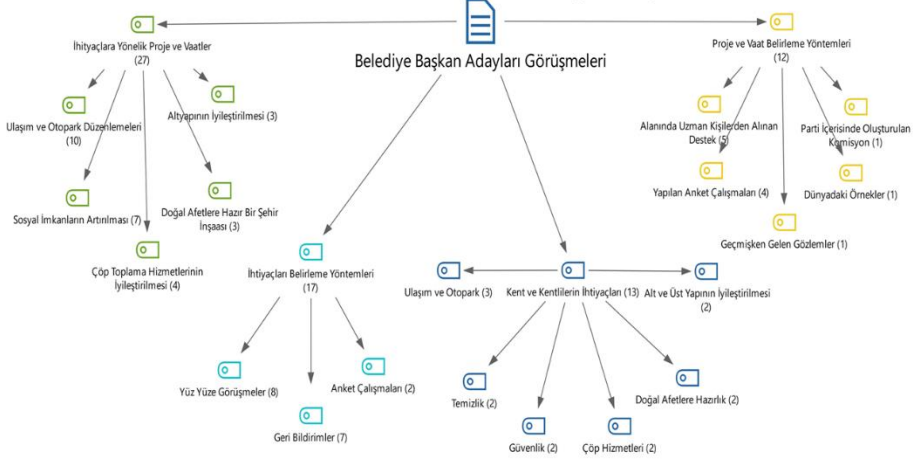 Belediye Başkan Adayları Görüşmeleri
İhityaçlara Yönelik Proje ve Vaatler
(27)
Altyapının İyileştirilmesi (3)
Ulaşım ve Otopark Düzenlemeleri
(10)
Doğal Afetlere Hazır Bir Şehir
İnşaası (3)
Sosyal İmkanların Artırılması (7)
Çöp Toplama Hizmetlerinin
İyileştirilmesi (4)
Proje ve Vaat Belirleme Yöntemleri
(12)
Alanında Uzman Kişilerden Alınan
Destek (5)
Parti İçerisinde Oluşturulan
Komisyon (1)
Yapılan Anket Çalışmaları (4)
Dünyadaki Örnekler (1)
Geçmişken Gelen Gözlemler (1)
İhtiyaçları Belirleme Yöntemleri
(17)
Yüz Yüze Görüşmeler (8)
Geri Bildirimler (7)
Anket Çalışmaları (2)
Ulaşım ve Otopark (3)
Kent ve Kentlilerin İhtiyaçları (13)
Alt ve Üst Yapının İyileştirilmesi
(2)
Temizlik (2)
Güvenlik (2)
Çöp Hizmetleri (2)
Doğal Afetlere Hazırlık (2)